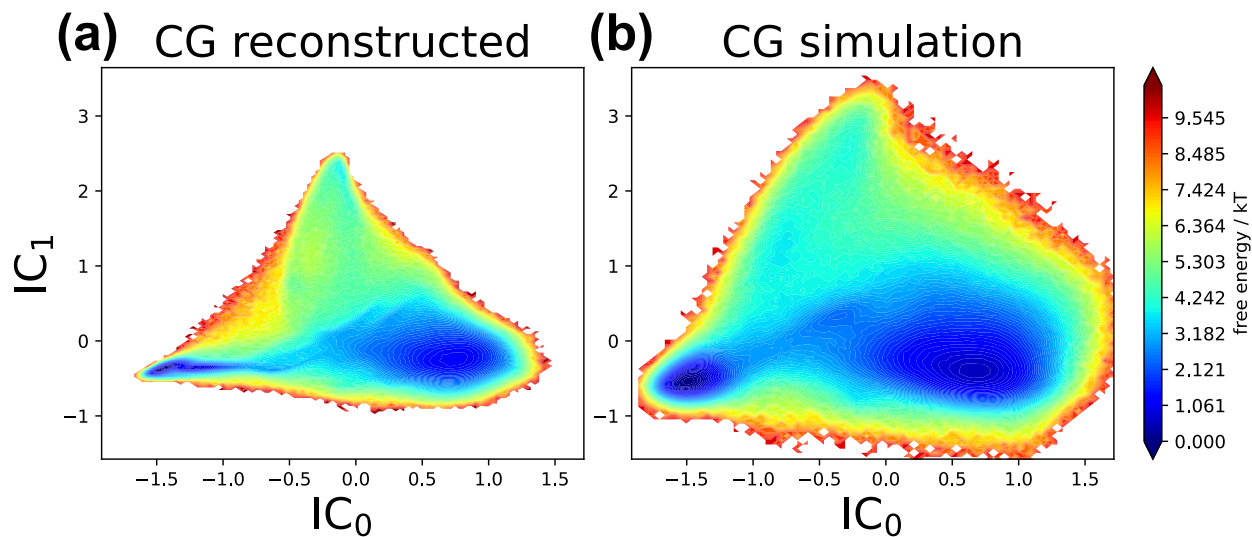 (a) CG reconstructed
(b) CG simulation
IC₁
3
2
1
0
−1
−1.5 −1.0 −0.5 0.0 0.5 1.0 1.5
IC₀
3
2
1
0
−1
−1.5 −1.0 −0.5 0.0 0.5 1.0 1.5
IC₀
9.545
8.485
7.424
6.364
5.303
4.242
3.182
2.121
1.061
0.000
free energy / kT